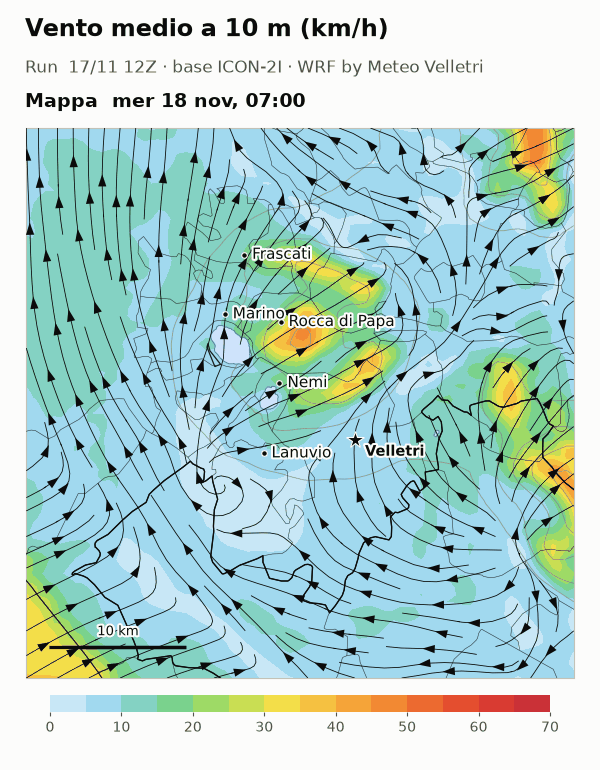 Vento medio a 10 m (km/h)
Run  17/11 12Z · base ICON-2I · WRF by Meteo Velletri
Mappa  mer 18 nov, 07:00
Frascati
Marino
Rocca di Papa
Nemi
Velletri
Lanuvio
10 km
0 10 20 30 40 50 60 70